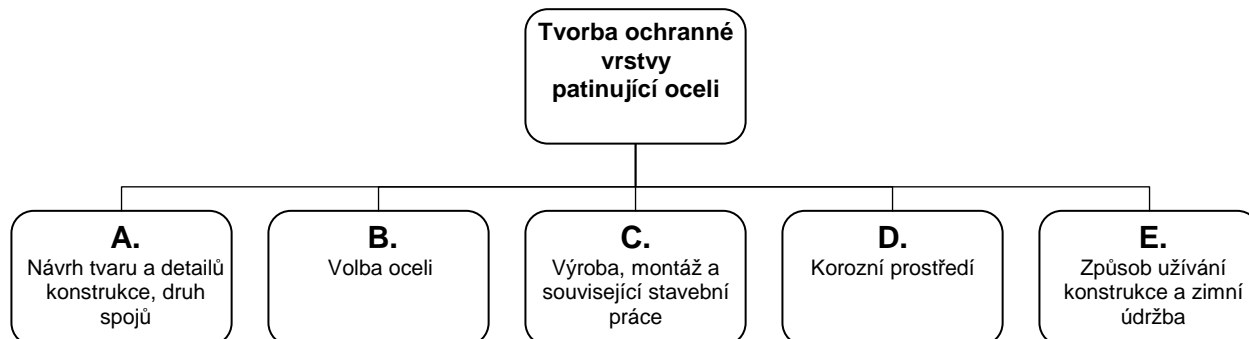 Tvorba ochranné
vrstvy
patinující oceli
A.
Návrh tvaru a detailů
konstrukce, druh
spojů
B.
Volba oceli
C.
Výroba, montáž a
související stavební
práce
D.
Korozní prostředí
E.
Způsob užívání
konstrukce a zimní
údržba